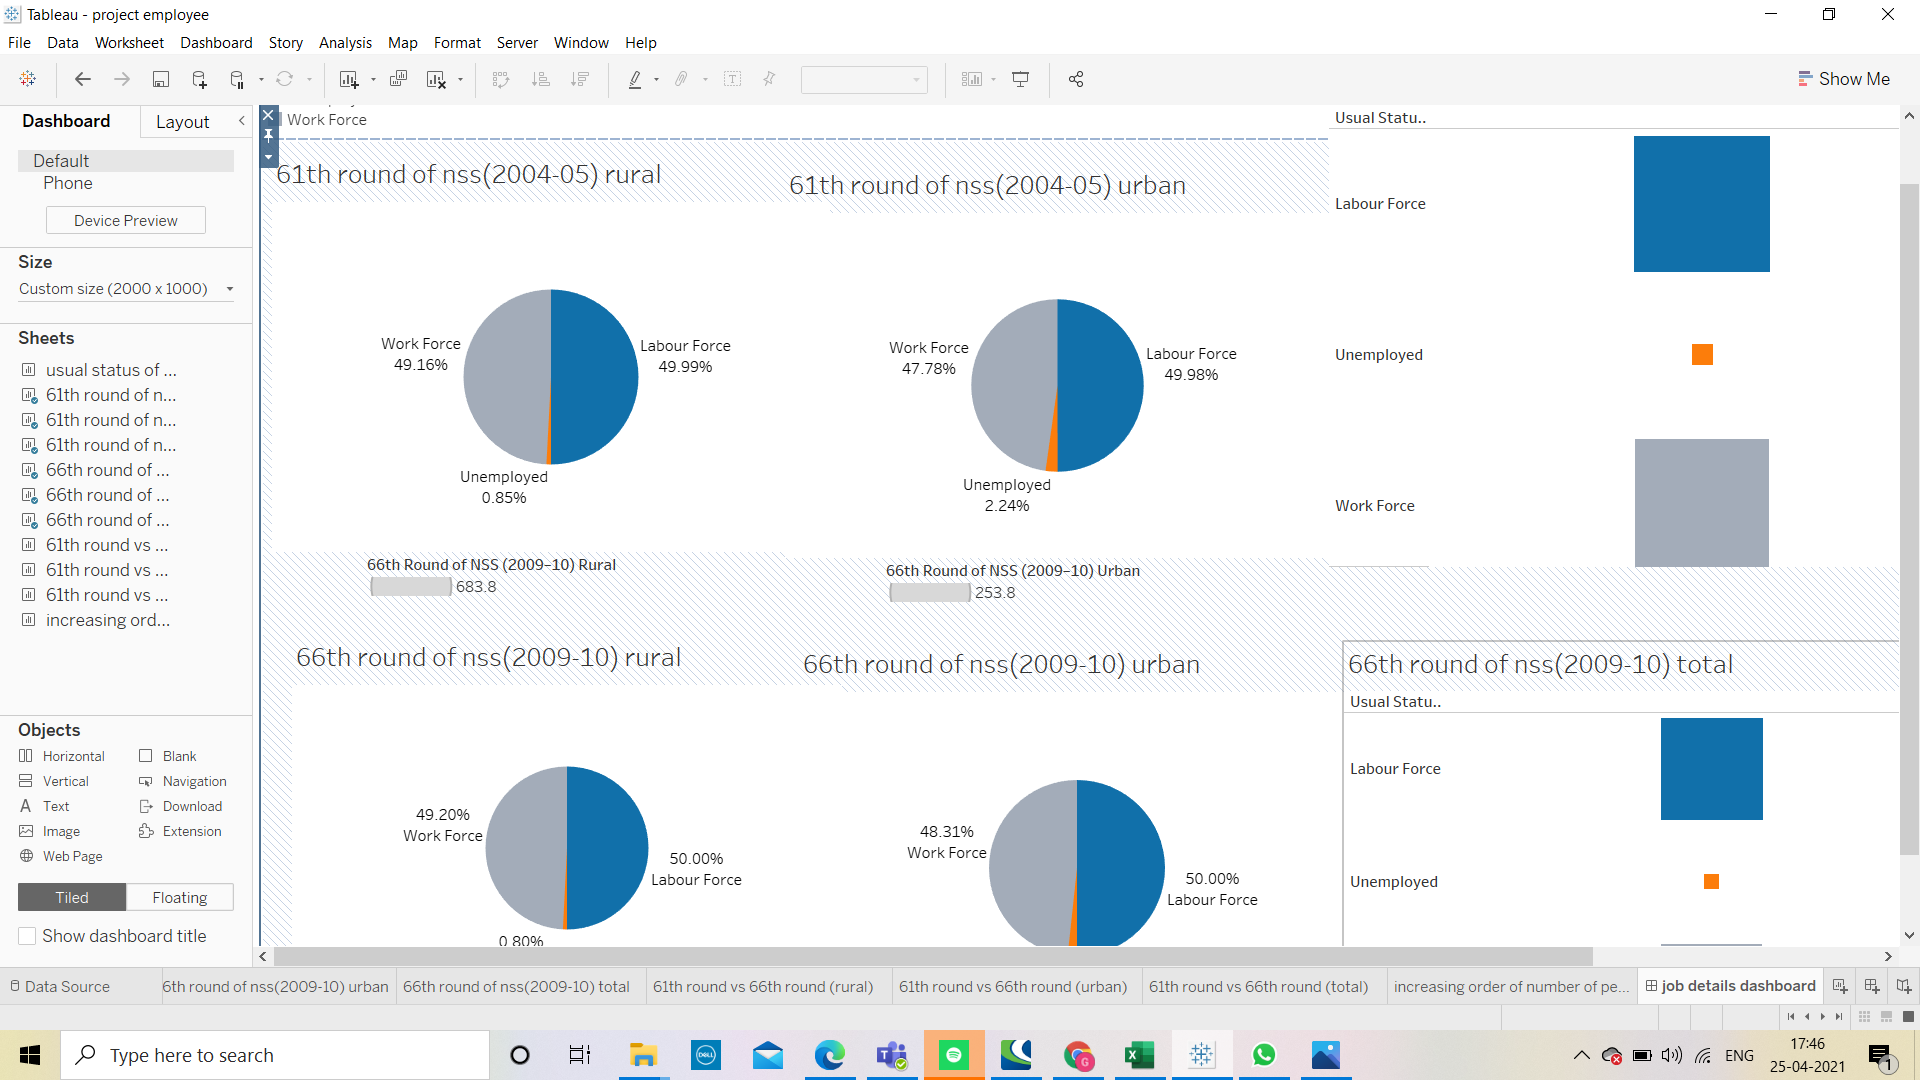 Tableau - project employee
File Data Worksheet Dashboard Story Analysis Map Format Server Window Help
Show Me
Dashboard
Layout
Default
Phone
Device Preview
Size
Custom size (2000 x 1000)
Sheets
usual status of ...
61th round of n...
61th round of n...
61th round of n...
66th round of ...
66th round of ...
66th round of ...
61th round vs ...
61th round vs ...
61th round vs ...
increasing ord...
Objects
Horizontal Blank
Vertical Navigation
Text Download
Image Extension
Web Page
Tiled Floating
Show dashboard title
Work Force
61th round of nss(2004-05) rural
Work Force
49.16%
Labour Force
49.99%
Unemployed
0.85%
61th round of nss(2004-05) urban
Work Force
47.78%
Labour Force
49.98%
Unemployed
2.24%
Usual Statu..
Labour Force
Unemployed
Work Force
66th Round of NSS (2009–10) Rural
683.8
66th Round of NSS (2009–10) Urban
253.8
66th round of nss(2009-10) rural
49.20%
Work Force
50.00%
Labour Force
0.80%
66th round of nss(2009-10) urban
48.31%
Work Force
50.00%
Labour Force
66th round of nss(2009-10) total
Usual Statu..
Labour Force
Unemployed
Data Source
6th round of nss(2009-10) urban
66th round of nss(2009-10) total
61th round vs 66th round (rural)
61th round vs 66th round (urban)
61th round vs 66th round (total)
increasing order of number of pe...
job details dashboard
Type here to search
DELL
G
ENG
17:46
25-04-2021
1